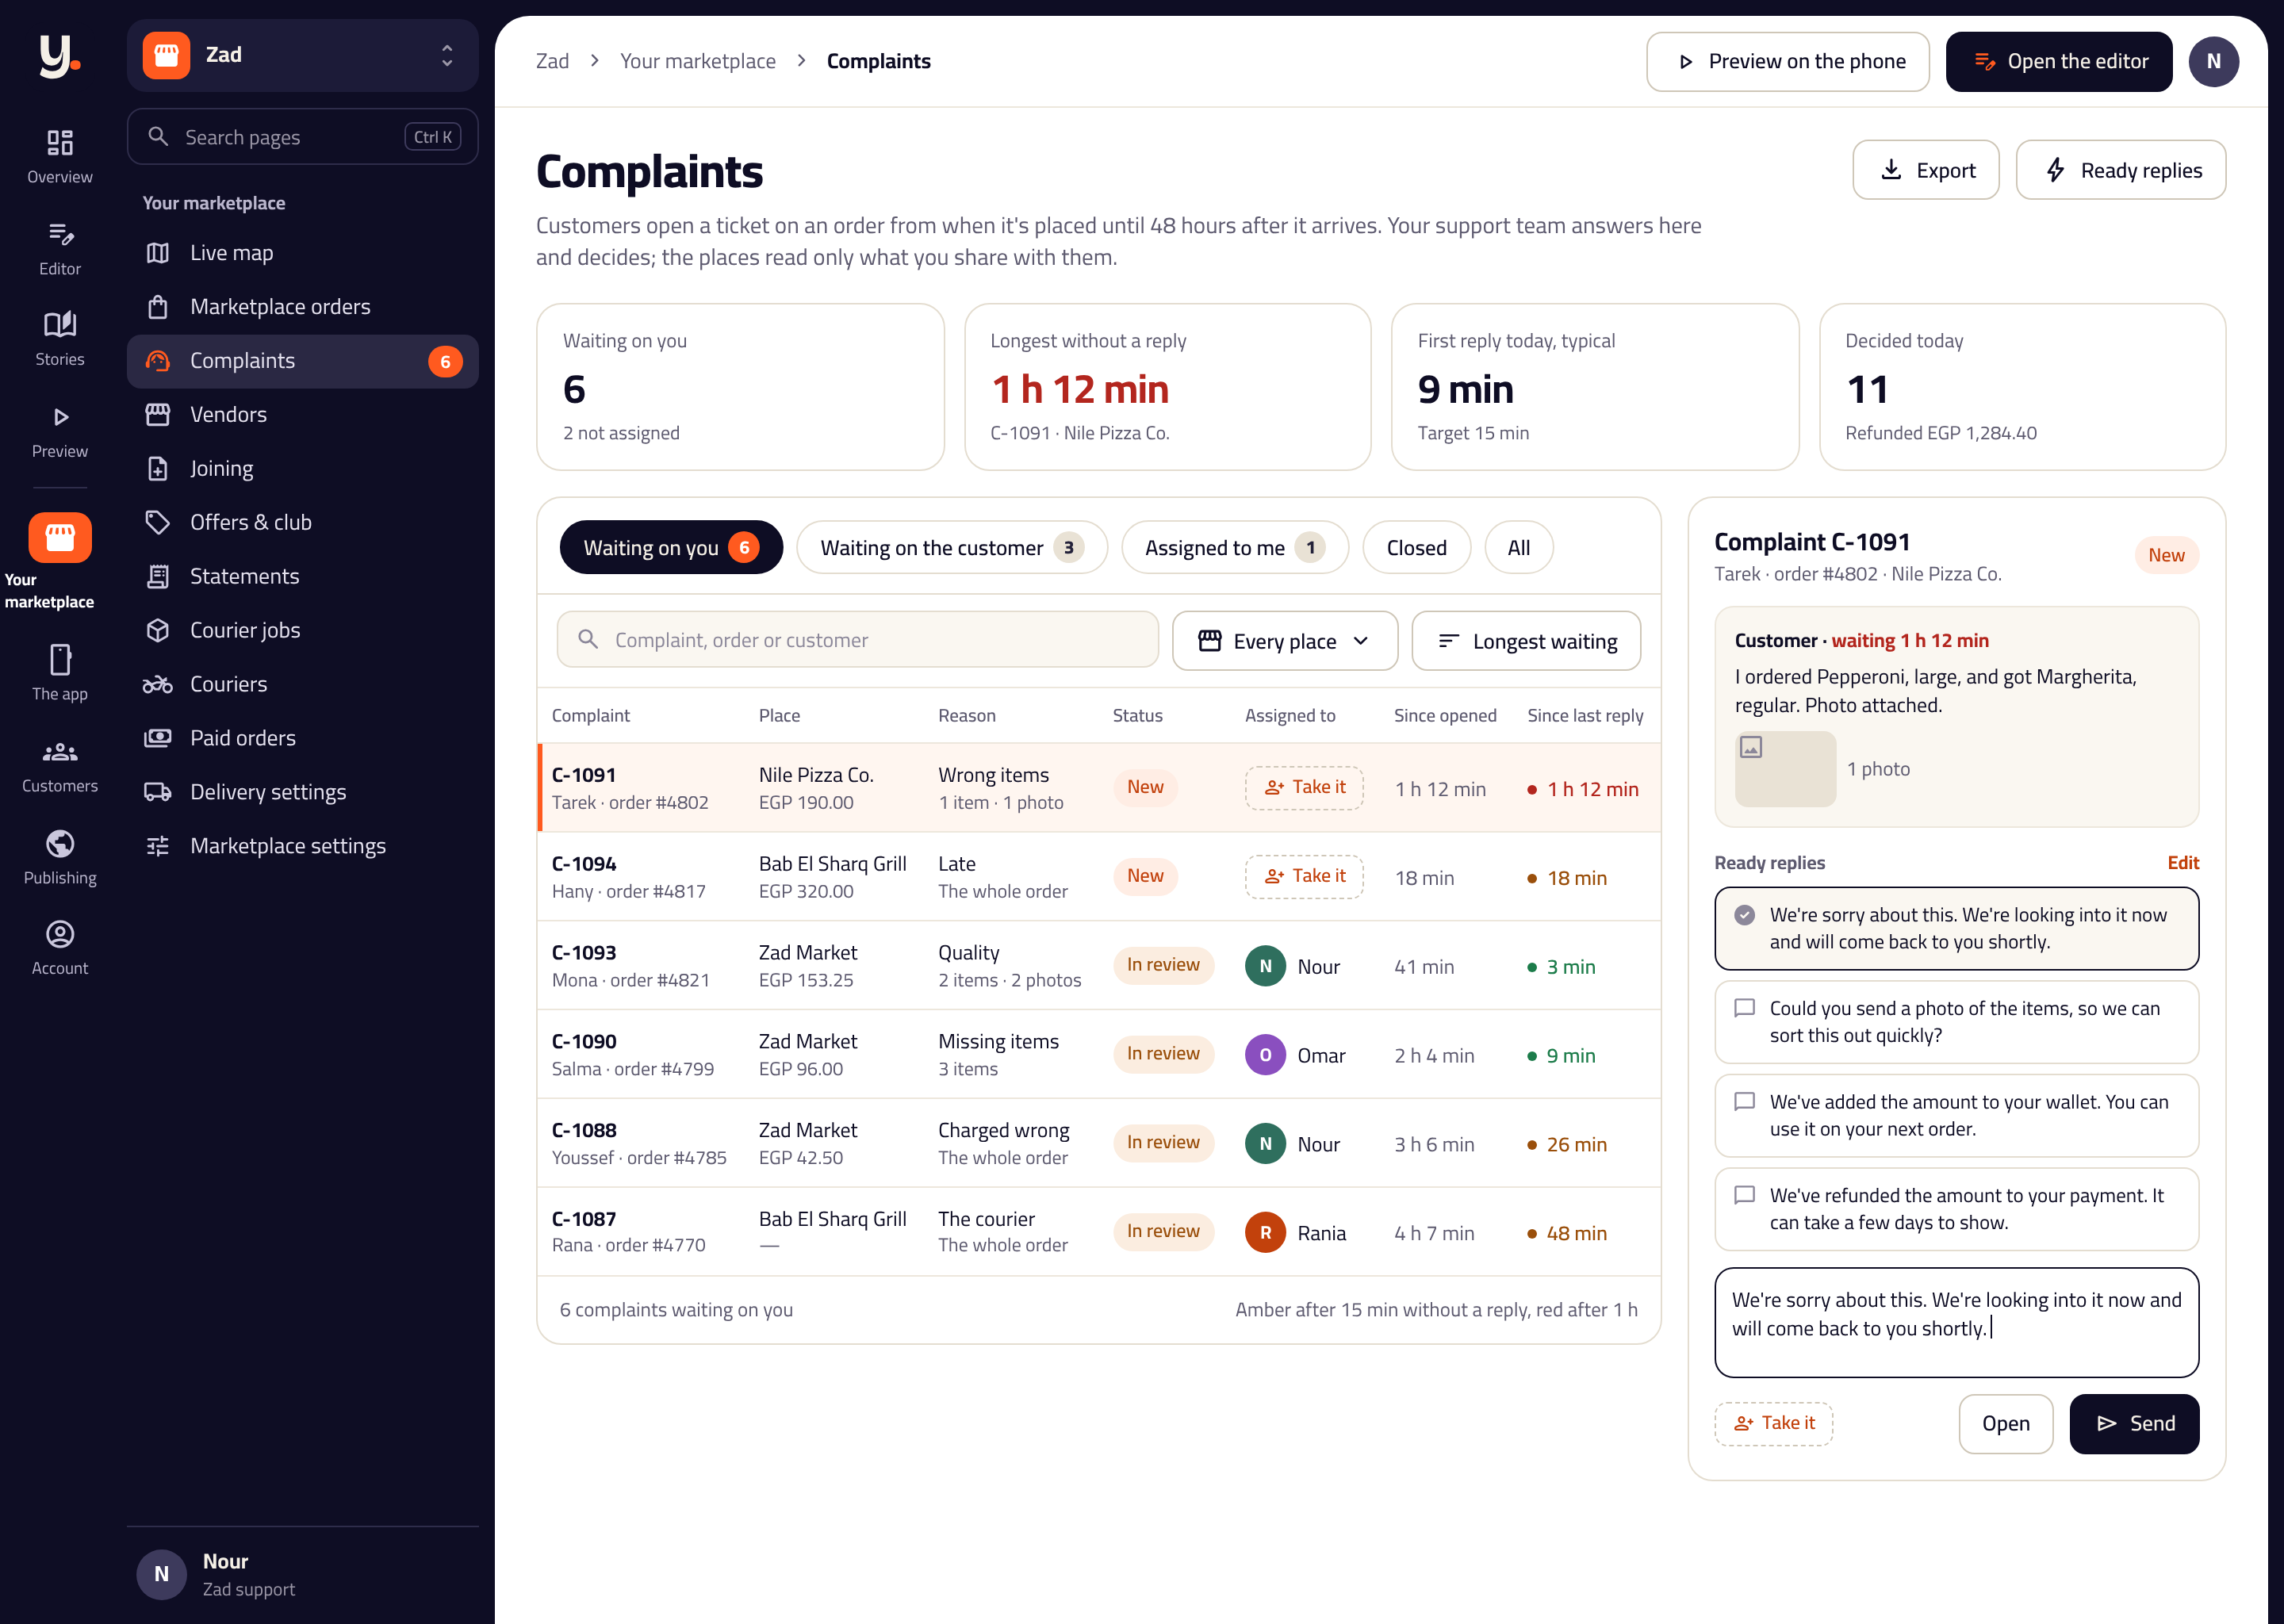 y.
Overview
Editor
Stories
Preview
Your
marketplace
The app
Customers
Publishing
Account
Zad
Search pages
Ctrl K
Your marketplace
Live map
Marketplace orders
Complaints 6
Vendors
Joining
Offers & club
Statements
Courier jobs
Couriers
Paid orders
Delivery settings
Marketplace settings
N
Nour
Zad support
Zad > Your marketplace > Complaints
Preview on the phone
Open the editor
N
Complaints
Customers open a ticket on an order from when it's placed until 48 hours after it arrives. Your support team answers here
and decides; the places read only what you share with them.
Export
Ready replies
Waiting on you
6
2 not assigned
Longest without a reply
1 h 12 min
C-1091 · Nile Pizza Co.
First reply today, typical
9 min
Target 15 min
Decided today
11
Refunded EGP 1,284.40
Waiting on you 6
Waiting on the customer 3
Assigned to me 1
Closed
All
Complaint, order or customer
Every place
Longest waiting
Complaint Place Reason Status Assigned to Since opened Since last reply
C-1091 Nile Pizza Co. Wrong items New Take it 1 h 12 min 1 h 12 min
Tarek · order #4802 EGP 190.00 1 item · 1 photo
C-1094 Bab El Sharq Grill Late New Take it 18 min 18 min
Hany · order #4817 EGP 320.00 The whole order
C-1093 Zad Market Quality In review N Nour 41 min 3 min
Mona · order #4821 EGP 153.25 2 items · 2 photos
C-1090 Zad Market Missing items In review O Omar 2 h 4 min 9 min
Salma · order #4799 EGP 96.00 3 items
C-1088 Zad Market Charged wrong In review N Nour 3 h 6 min 26 min
Youssef · order #4785 EGP 42.50 The whole order
C-1087 Bab El Sharq Grill The courier In review R Rania 4 h 7 min 48 min
Rana · order #4770 — The whole order
6 complaints waiting on you
Amber after 15 min without a reply, red after 1 h
Complaint C-1091
Tarek · order #4802 · Nile Pizza Co.
New
Customer · waiting 1 h 12 min
I ordered Pepperoni, large, and got Margherita,
regular. Photo attached.
1 photo
Ready replies
Edit
We're sorry about this. We're looking into it now
and will come back to you shortly.
Could you send a photo of the items, so we can
sort this out quickly?
We've added the amount to your wallet. You can
use it on your next order.
We've refunded the amount to your payment. It
can take a few days to show.
We're sorry about this. We're looking into it now and
will come back to you shortly.
Take it
Open
Send